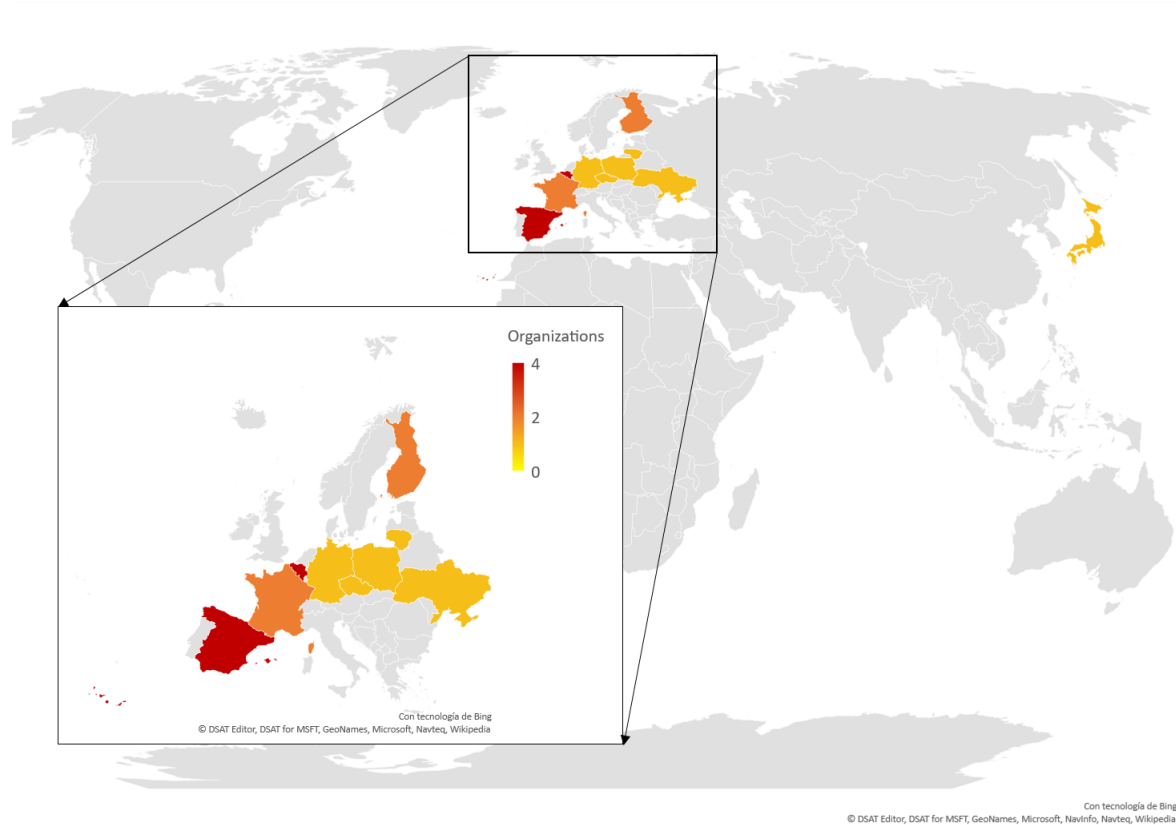 Organizations
4
2
0
Con tecnología de Bing
© DSAT Editor, DSAT for MSFT, GeoNames, Microsoft, Navteq, Wikipedia
Con tecnología de Bing
© DSAT Editor, DSAT for MSFT, GeoNames, Microsoft, NavInfo, Navteq, Wikipedia